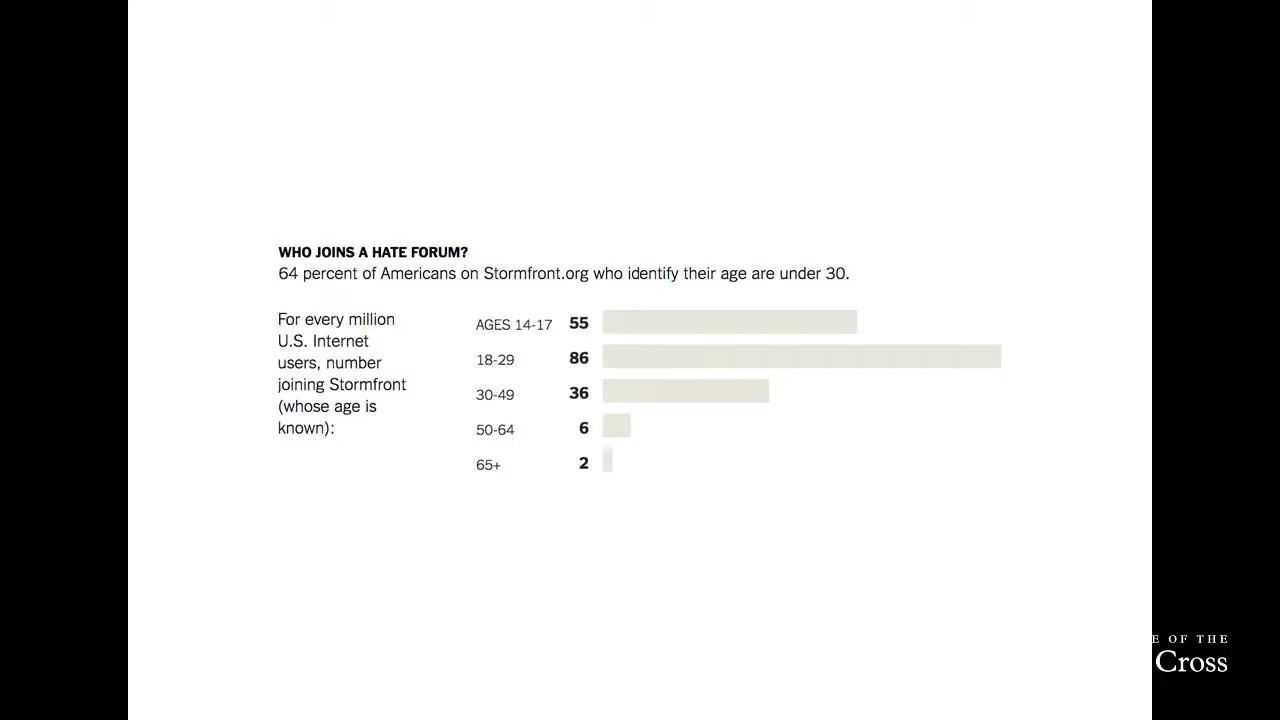 WHO JOINS A HATE FORUM?
64 percent of Americans on Stormfront.org who identify their age are under 30.
For every million
U.S. Internet
users, number
joining Stormfront
(whose age is
known):
AGES 14-17 55
18-29 86
30-49 36
50-64 6
65+ 2
E OF THE
Cross